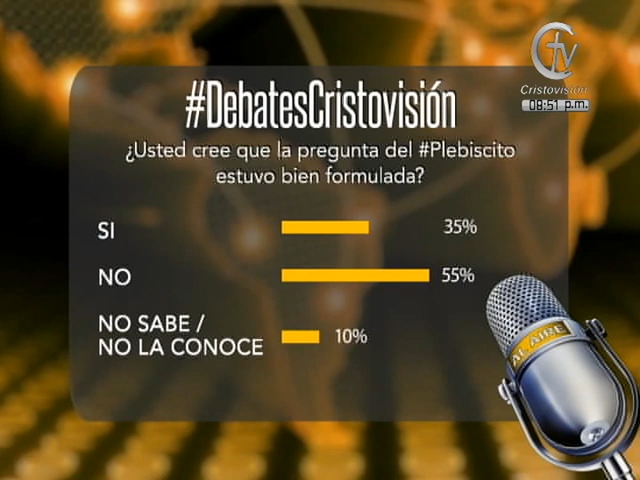 CTV
Cristovisión
08:51 p.m.
#DebatesCristovisión
¿Usted cree que la pregunta del #Plebiscito
estuvo bien formulada?
SI 35%
NO 55%
NO SABE /
NO LA CONOCE 10%
AL AIRE